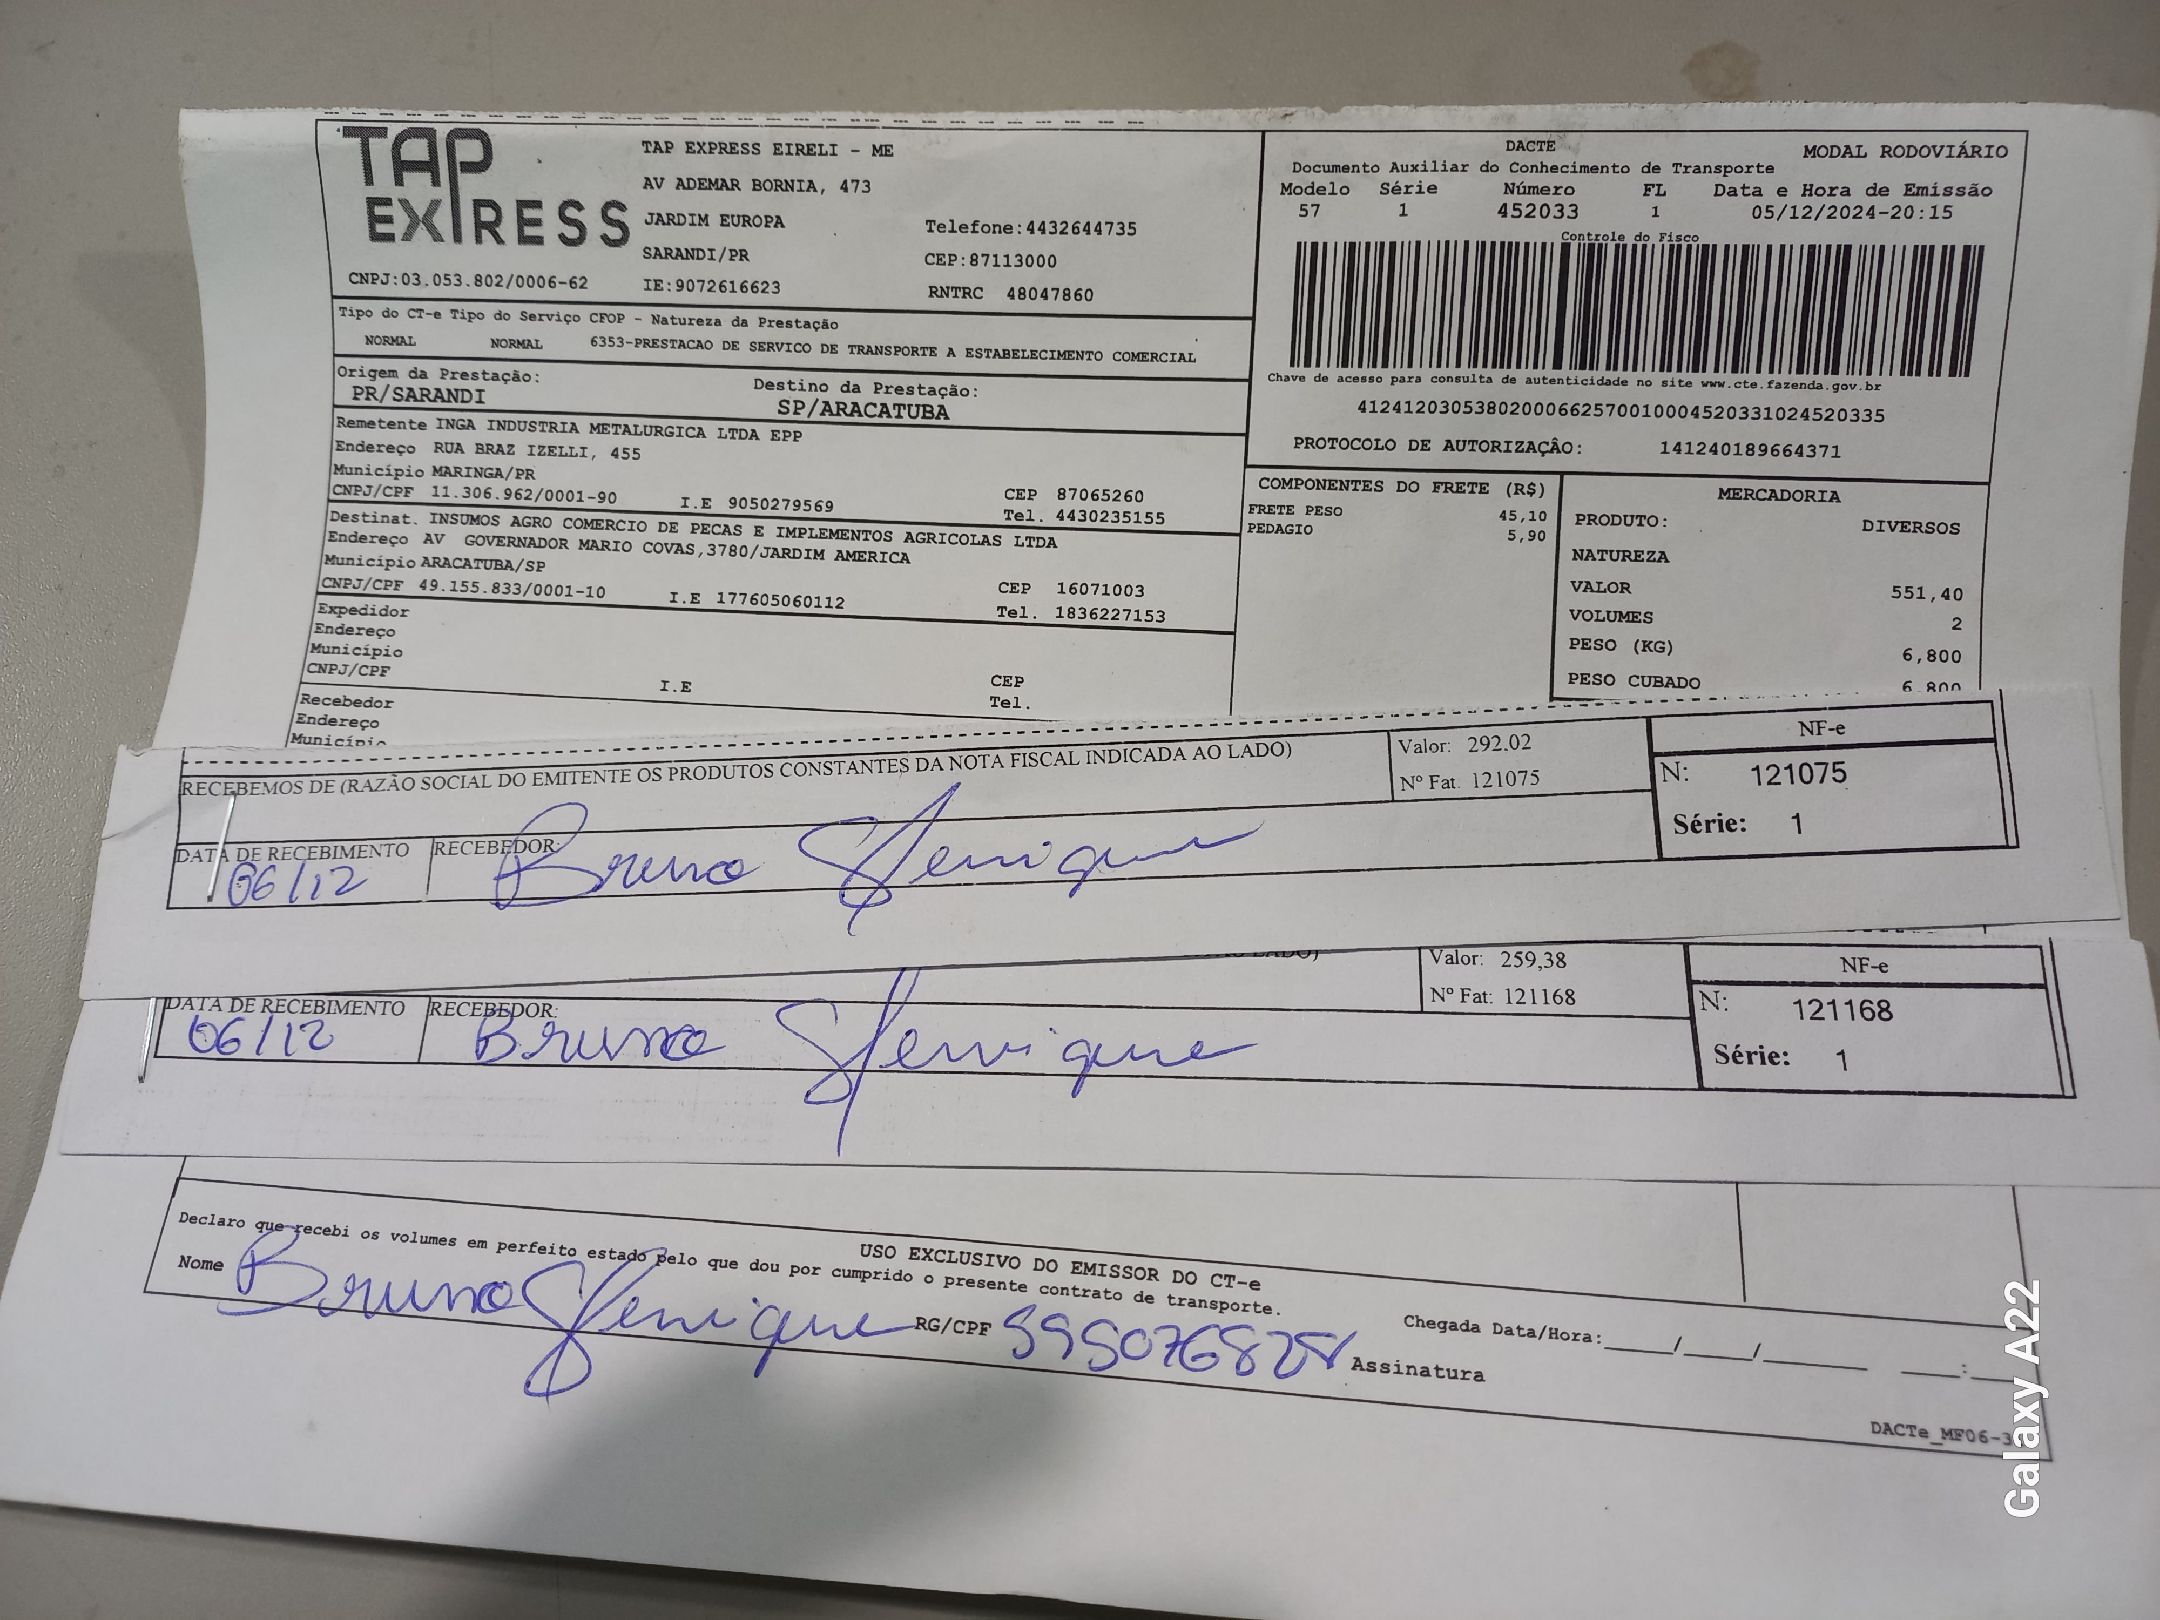 TAP
EXPRESS
TAP EXPRESS EIRELI - ME
AV ADEMAR BORNIA, 473
JARDIM EUROPA
Telefone:4432644735
SARANDI/PR
CEP:87113000
CNPJ:03.053.802/0006-62
IE:9072616623
RNTRC 48047860
DACTE
MODAL RODOVIÁRIO
Documento Auxiliar do Conhecimento de Transporte
Modelo Série Número FL Data e Hora de Emissão
57 1 452033 1 05/12/2024-20:15
Controle do Fisco
Chave de acesso para consulta de autenticidade no site www.cte.fazenda.gov.br
41241203053802000662570010004520331024520335
PROTOCOLO DE AUTORIZAÇÂO: 141240189664371
Tipo do CT-e Tipo do Serviço CFOP - Natureza da Prestação
NORMAL NORMAL 6353-PRESTACAO DE SERVICO DE TRANSPORTE A ESTABELECIMENTO COMERCIAL
Origem da Prestação: Destino da Prestação:
PR/SARANDI SP/ARACATUBA
Remetente INGA INDUSTRIA METALURGICA LTDA EPP
Endereço RUA BRAZ IZELLI, 455
Município MARINGA/PR
CEP 87065260
CNPJ/CPF 11.306.962/0001-90 I.E 9050279569
Tel. 4430235155
Destinat. INSUMOS AGRO COMERCIO DE PECAS E IMPLEMENTOS AGRICOLAS LTDA
Endereço AV GOVERNADOR MARIO COVAS,3780/JARDIM AMERICA
Município ARACATUBA/SP
CEP 16071003
CNPJ/CPF 49.155.833/0001-10 I.E 177605060112
Tel. 1836227153
Expedidor
Endereço
Município
CEP
CNPJ/CPF I.E
Tel.
Recebedor
Endereço
Município
COMPONENTES DO FRETE (R$)
FRETE PESO 45,10
PEDAGIO 5,90
MERCADORIA
PRODUTO: DIVERSOS
NATUREZA
VALOR 551,40
VOLUMES 2
PESO (KG) 6,800
PESO CUBADO 6,800
RECEBEMOS DE (RAZÃO SOCIAL DO EMITENTE OS PRODUTOS CONSTANTES DA NOTA FISCAL INDICADA AO LADO)
Valor: 292.02
Nº Fat. 121075
NF-e
N: 121075
Série: 1
DATA DE RECEBIMENTO RECEBEDOR:
06/12 Bruno Henrique
LADO)
Valor: 259,38
Nº Fat: 121168
NF-e
N: 121168
Série: 1
DATA DE RECEBIMENTO RECEBEDOR:
06/12 Bruno Henrique
USO EXCLUSIVO DO EMISSOR DO CT-e
Declaro que recebi os volumes em perfeito estado pelo que dou por cumprido o presente contrato de transporte.
Nome Bruno Henrique RG/CPF Assinatura
Chegada Data/Hora:____/____/______ ____:____
DACTe_MF06-3
Galaxy A22